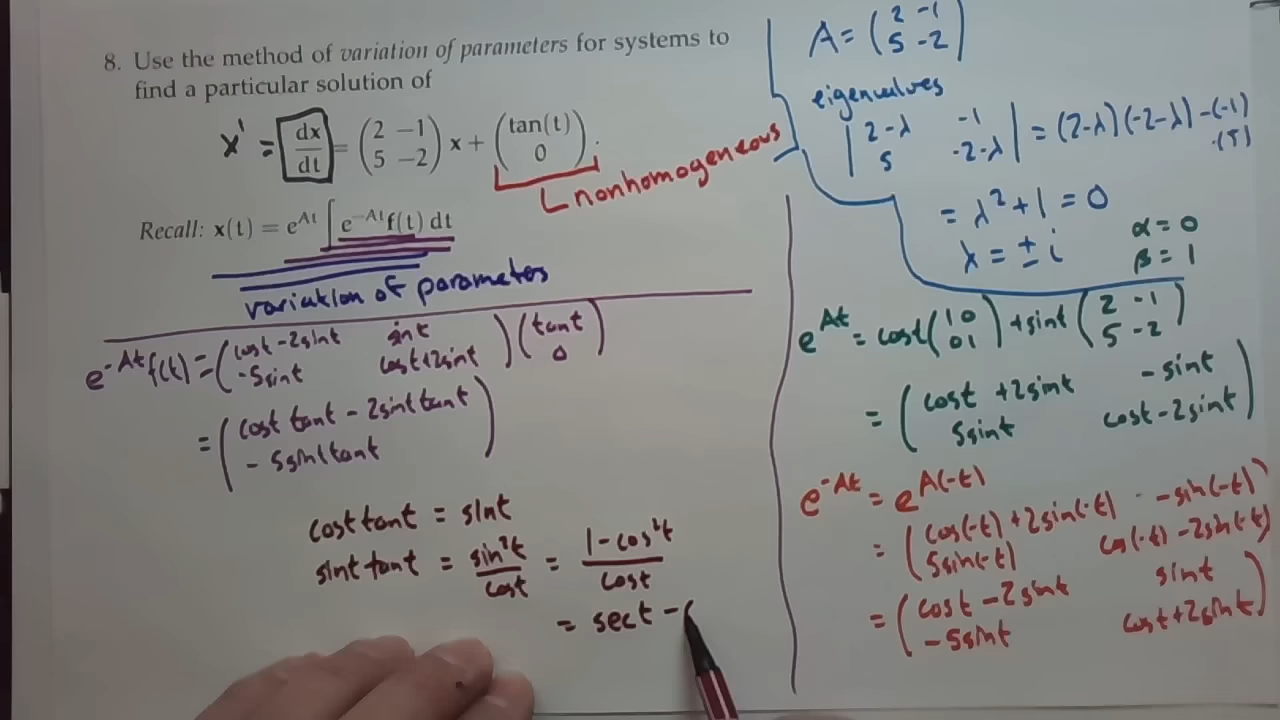 8. Use the method of variation of parameters for systems to
find a particular solution of
x' = dx/dt = (2 −1
5 −2) x + (tan(t)
0).
nonhomogeneous
Recall: x(t) = e^{At} ∫ e^{−At} f(t) dt
variation of parameters
e^{-At} f(t) = (cost - 2sint sint
-5sint cost + 2sint) (tant
0)
= (cost tant - 2sint tant
- 5sint tant)
cost tant = sint
sint tant = sin²t/cost = (1 - cos²t)/cost
= sect -
A = (2 -1
5 -2)
eigenvalues
|2-λ -1
5 -2-λ| = (2-λ)(-2-λ) - (-1)
·(5)
= λ² + 1 = 0
λ = ± i
α = 0
β = 1
e^{At} = cost (1 0
0 1) + sint (2 -1
5 -2)
= (cost + 2sint - sint
5sint cost - 2sint)
e^{-At} = e^{A(-t)}
= (cos(-t) + 2sin(-t) - sin(-t)
5sin(-t) cos(-t) - 2sin(-t))
= (cost - 2sint sint
-5sint cost + 2sint)